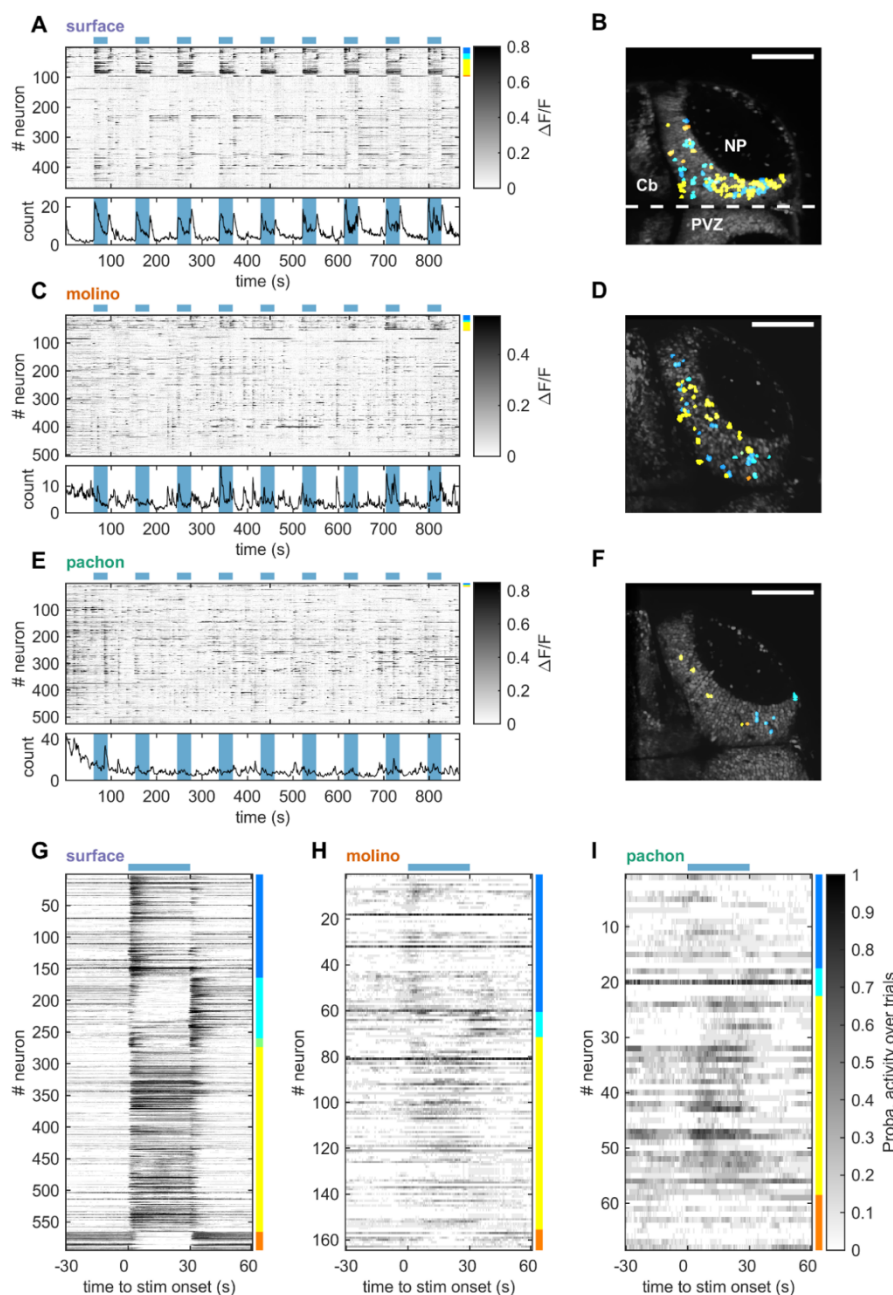 A surface
100
200
300
400
# neuron
0.8
0.6
0.4
0.2
0
ΔF/F
20
0
count
100 200 300 400 500 600 700 800
time (s)
B
NP
Cb
PVZ
C molino
100
200
300
400
500
# neuron
0.4
0.2
0
ΔF/F
10
0
count
100 200 300 400 500 600 700 800
time (s)
D
E pachon
100
200
300
400
500
# neuron
0.8
0.6
0.4
0.2
0
ΔF/F
40
20
0
count
100 200 300 400 500 600 700 800
time (s)
F
G surface
50
100
150
200
250
300
350
400
450
500
550
# neuron
-30 0 30 60
time to stim onset (s)
H molino
20
40
60
80
100
120
140
160
# neuron
-30 0 30 60
time to stim onset (s)
I pachon
10
20
30
40
50
60
# neuron
-30 0 30 60
time to stim onset (s)
1
0.9
0.8
0.7
0.6
0.5
0.4
0.3
0.2
0.1
0
Proba. activity over trials